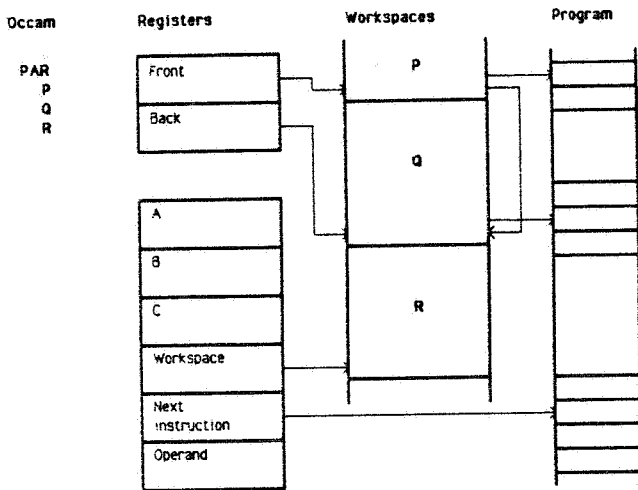 Occam
Registers
Workspaces
Program
PAR
P
Q
R
Front
Back
A
B
C
Workspace
Next
Instruction
Operand
P
Q
R